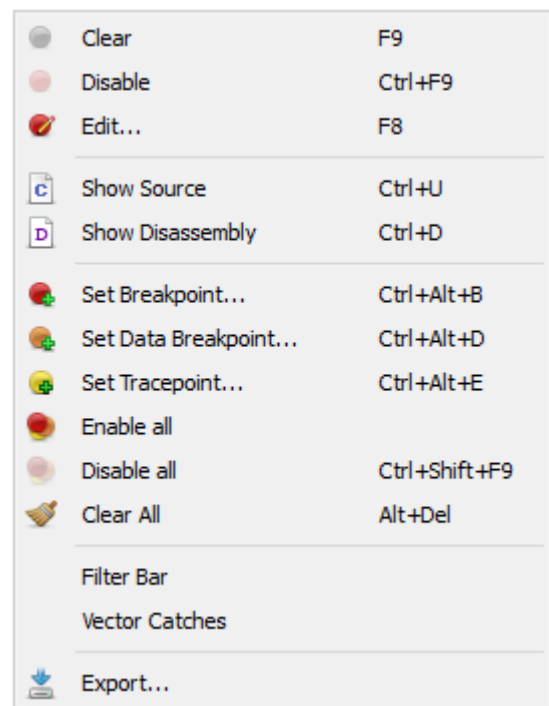 Clear F9
Disable Ctrl+F9
Edit... F8
C Show Source Ctrl+U
D Show Disassembly Ctrl+D
Set Breakpoint... Ctrl+Alt+B
Set Data Breakpoint... Ctrl+Alt+D
Set Tracepoint... Ctrl+Alt+E
Enable all
Disable all Ctrl+Shift+F9
Clear All Alt+Del
Filter Bar
Vector Catches
Export...